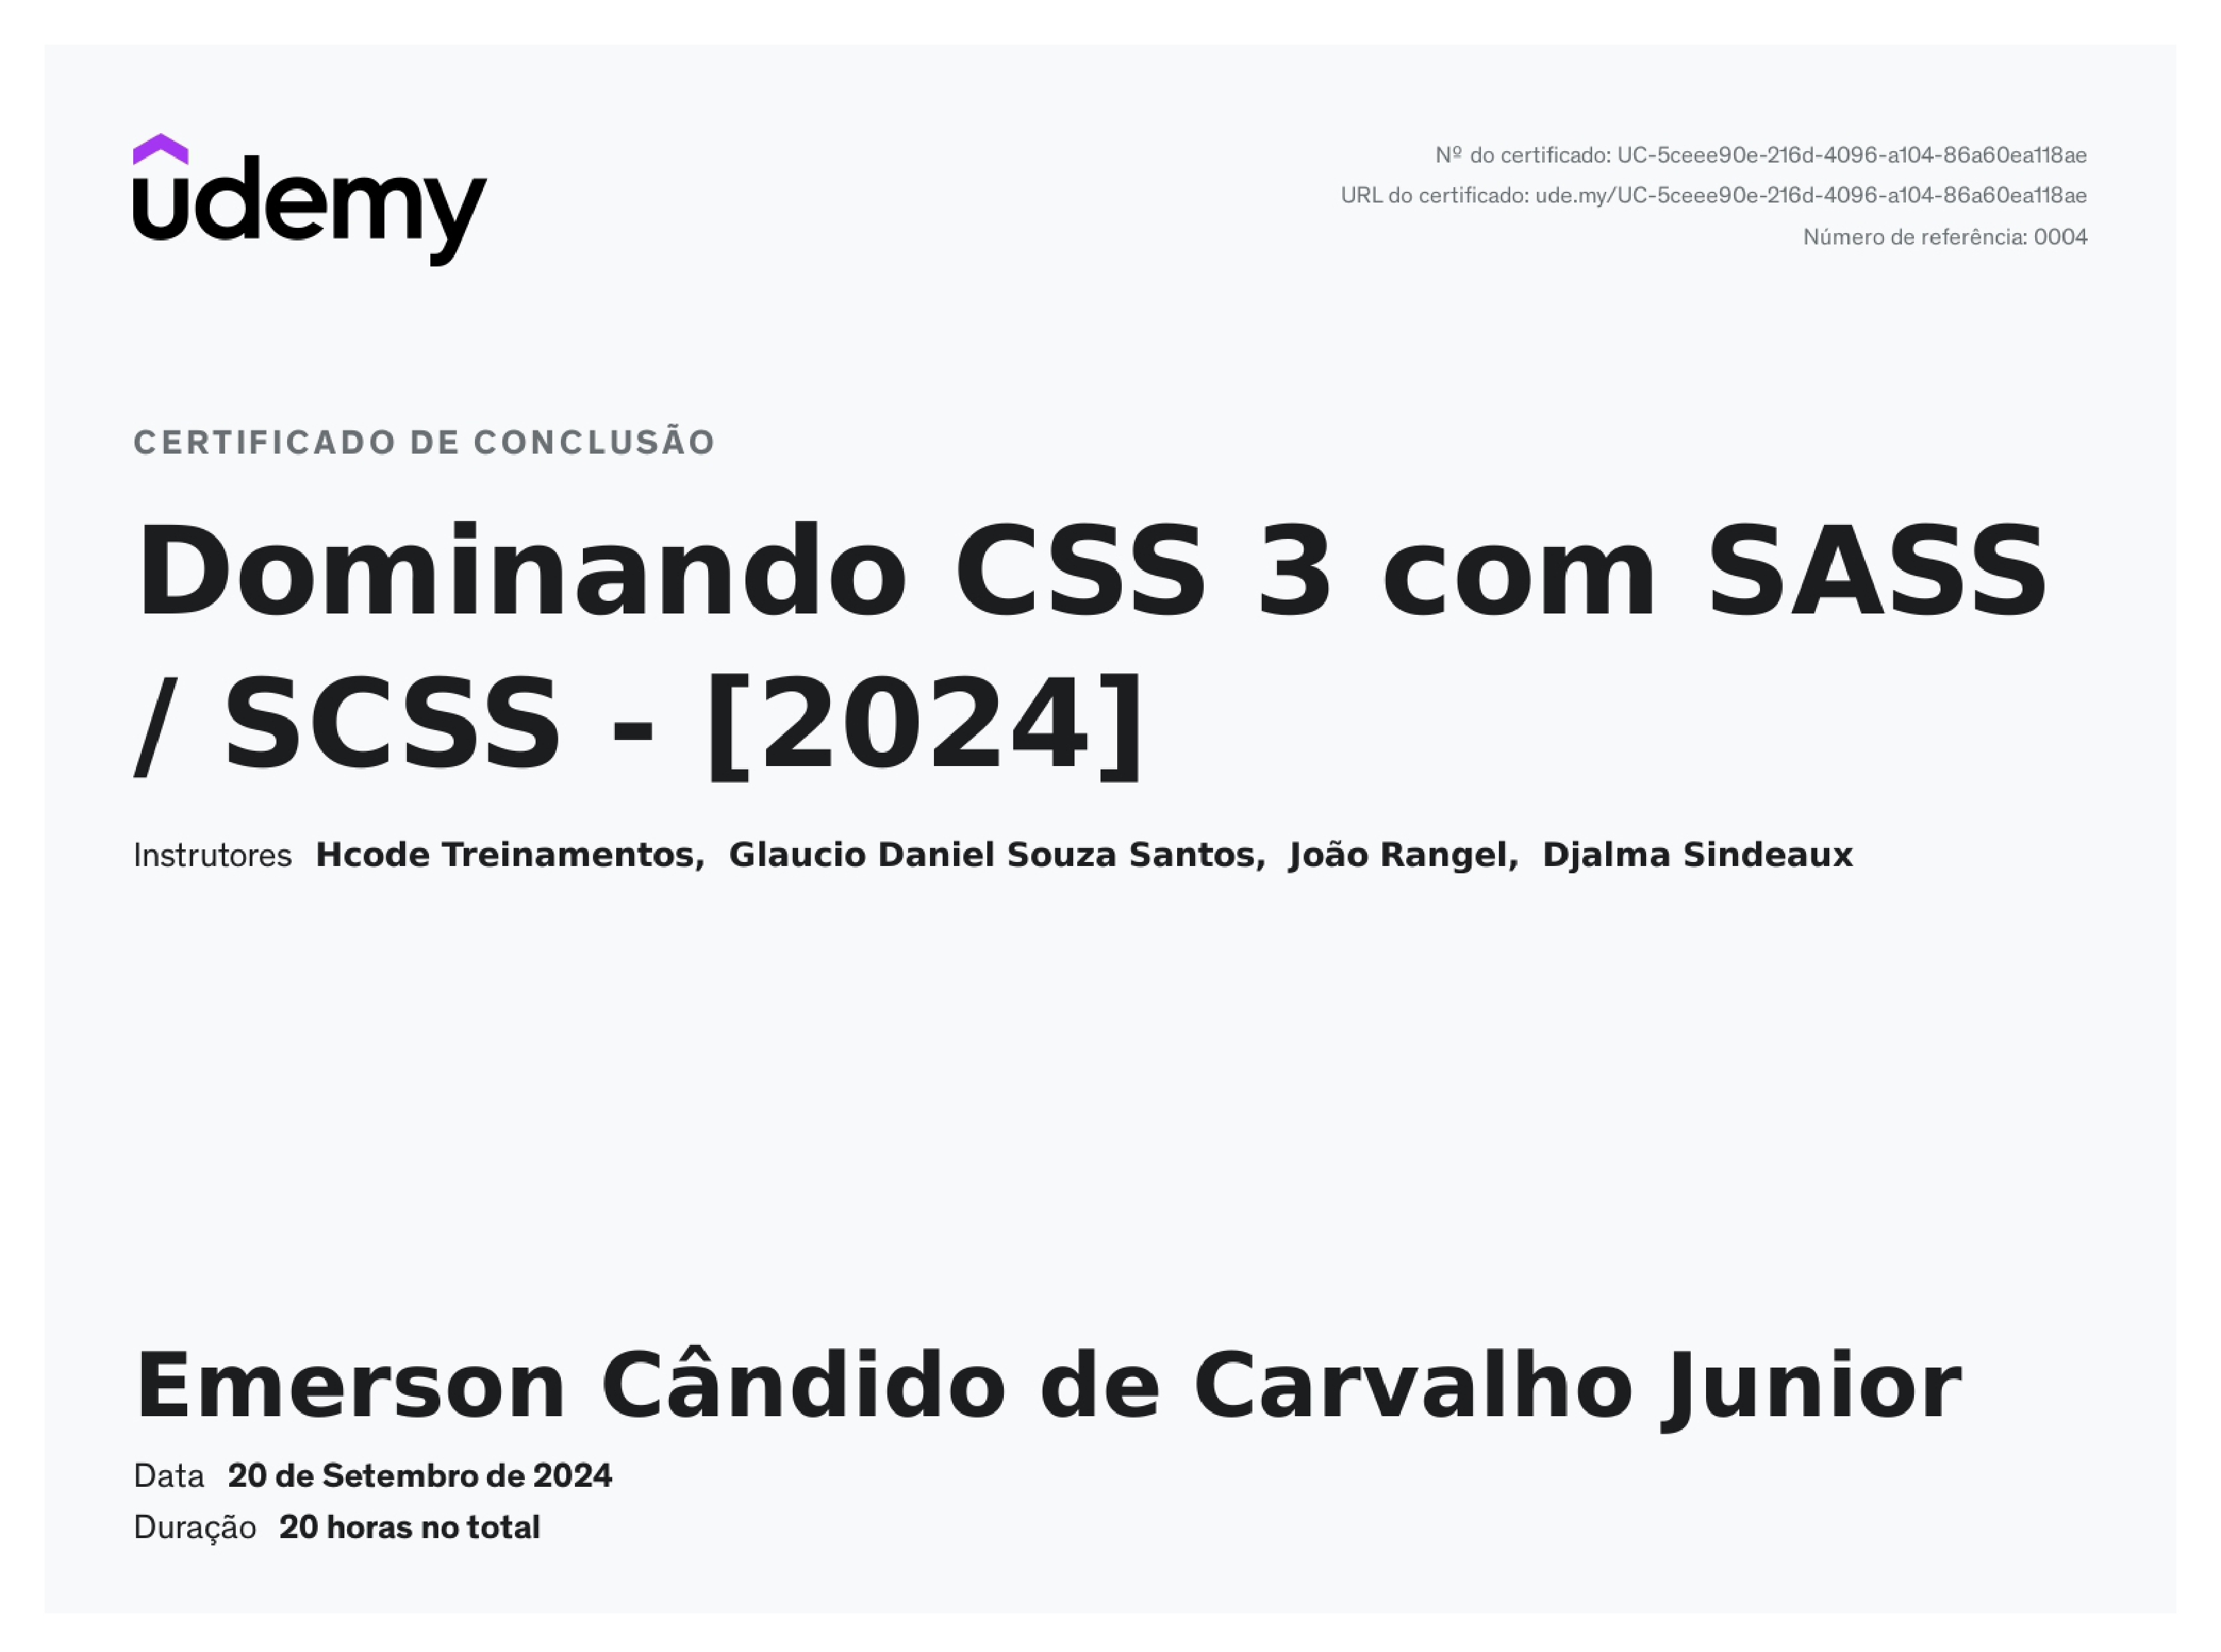 udemy
Nº do certificado: UC-5ceee90e-216d-4096-a104-86a60ea118ae
URL do certificado: ude.my/UC-5ceee90e-216d-4096-a104-86a60ea118ae
Número de referência: 0004
CERTIFICADO DE CONCLUSÃO
Dominando CSS 3 com SASS
/ SCSS - [2024]
Instrutores Hcode Treinamentos, Glaucio Daniel Souza Santos, João Rangel, Djalma Sindeaux
Emerson Cândido de Carvalho Junior
Data 20 de Setembro de 2024
Duração 20 horas no total